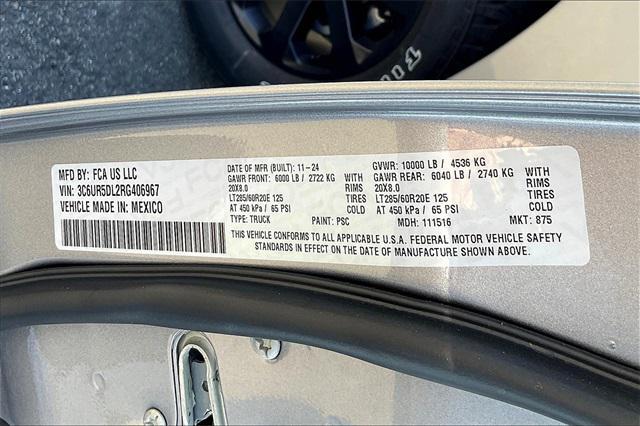 MFD BY: FCA US LLC
VIN: 3C6UR5DL2RG406967
VEHICLE MADE IN: MEXICO
DATE OF MFR (BUILT): 11-24
GAWR FRONT: 6000 LB / 2722 KG WITH
20X8.0 RIMS
LT285/60R20E 125 TIRES
AT 450 kPa / 65 PSI COLD
TYPE: TRUCK PAINT: PSC
GVWR: 10000 LB / 4536 KG
GAWR REAR: 6040 LB / 2740 KG WITH
20X8.0 RIMS
LT285/60R20E 125 TIRES
AT 450 kPa / 65 PSI COLD
MDH: 111516 MKT: 875
THIS VEHICLE CONFORMS TO ALL APPLICABLE U.S.A. FEDERAL MOTOR VEHICLE SAFETY
STANDARDS IN EFFECT ON THE DATE OF MANUFACTURE SHOWN ABOVE.